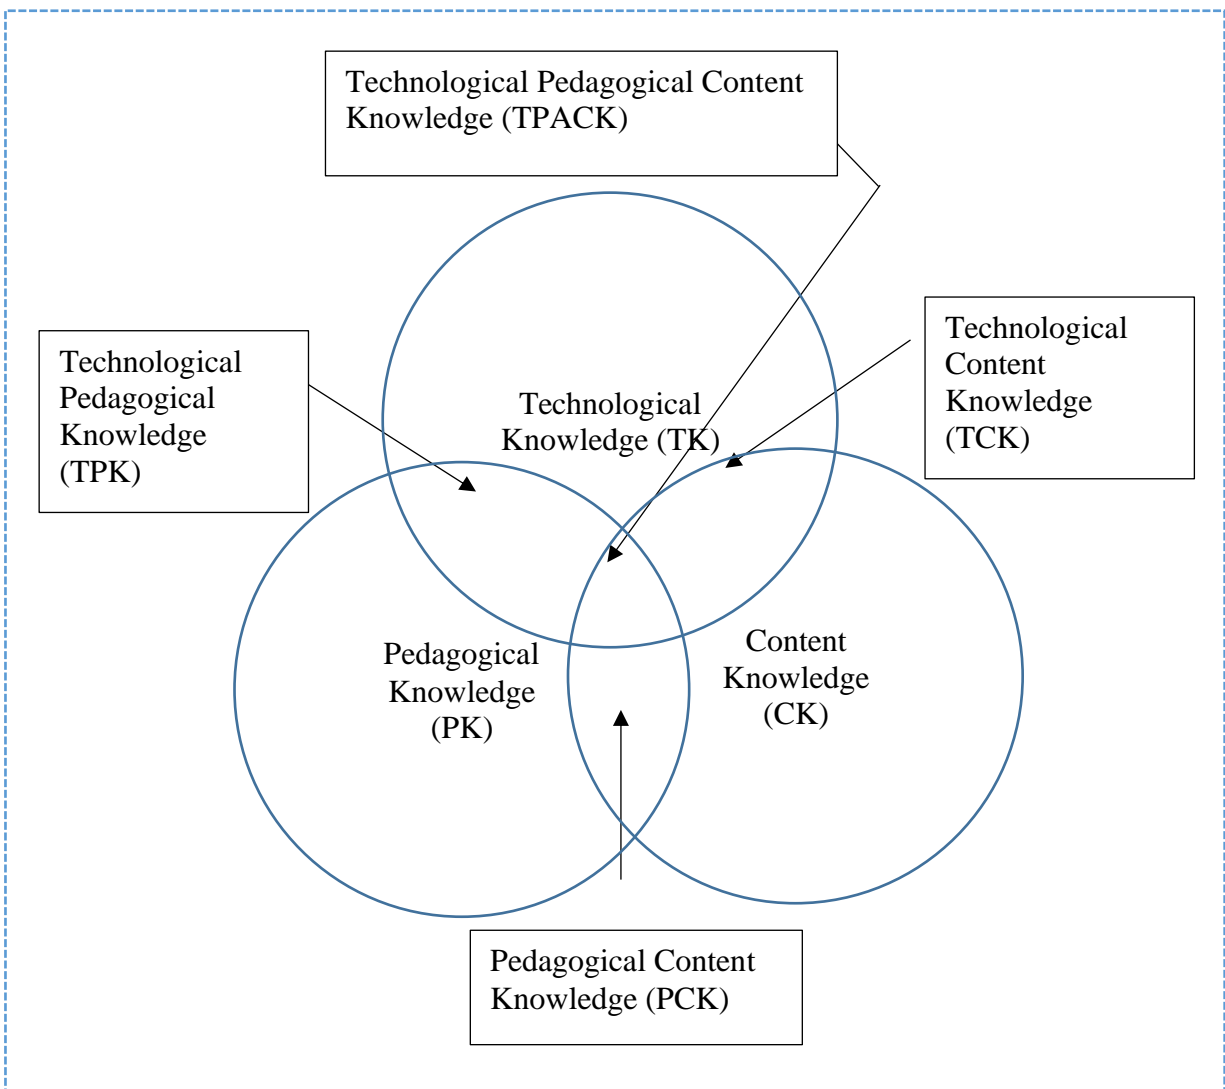 Technological Pedagogical Content
Knowledge (TPACK)
Technological
Pedagogical
Knowledge
(TPK)
Technological
Content
Knowledge
(TCK)
Technological
Knowledge (TK)
Pedagogical
Knowledge
(PK)
Content
Knowledge
(CK)
Pedagogical Content
Knowledge (PCK)